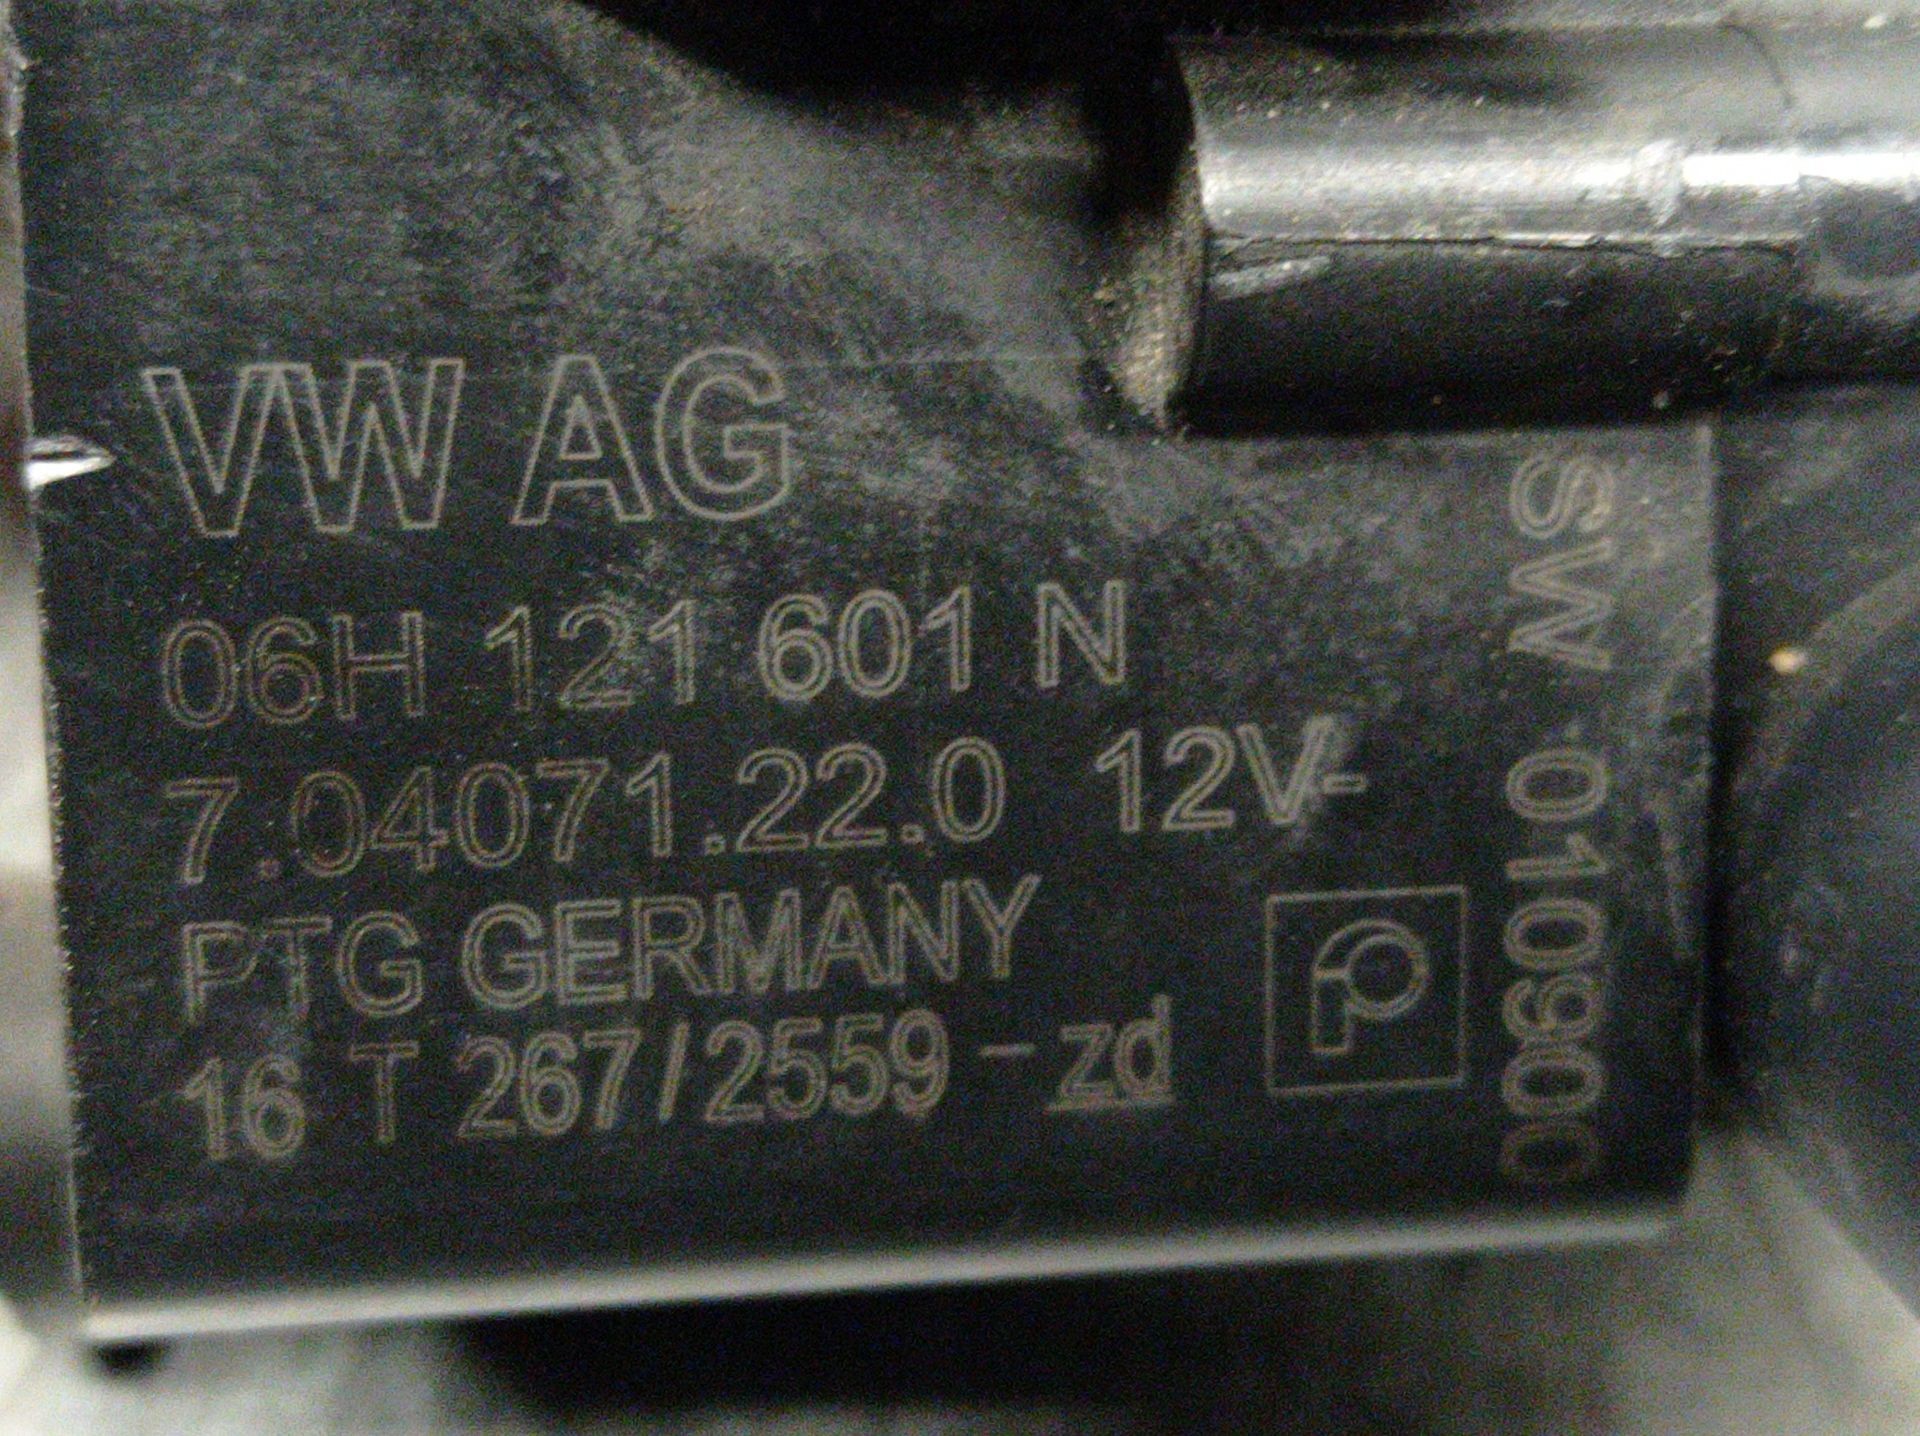 VW AG
06H 121 601 N
7.04071.22.0 12V-
PTG GERMANY
16 T 267/2559-zd
SW 010900